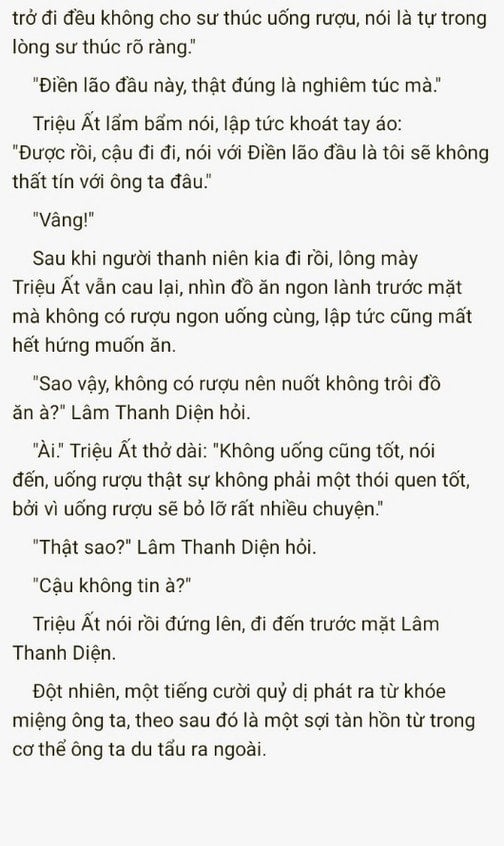 trở đi đều không cho sư thúc uống rượu, nói là tự trong
lòng sư thúc rõ ràng."
"Điền lão đầu này, thật đúng là nghiêm túc mà."
Triệu Ất lẩm bẩm nói, lập tức khoát tay áo:
"Được rồi, cậu đi đi, nói với Điền lão đầu là tôi sẽ không
thất tín với ông ta đâu."
"Vâng!"
Sau khi người thanh niên kia đi rồi, lông mày
Triệu Ất vẫn cau lại, nhìn đồ ăn ngon lành trước mặt
mà không có rượu ngon uống cùng, lập tức cũng mất
hết hứng muốn ăn.
"Sao vậy, không có rượu nên nuốt không trôi đồ
ăn à?" Lâm Thanh Diện hỏi.
"Ài." Triệu Ất thở dài: "Không uống cũng tốt, nói
đến, uống rượu thật sự không phải một thói quen tốt,
bởi vì uống rượu sẽ bỏ lỡ rất nhiều chuyện."
"Thật sao?" Lâm Thanh Diện hỏi.
"Cậu không tin à?"
Triệu Ất nói rồi đứng lên, đi đến trước mặt Lâm
Thanh Diện.
Đột nhiên, một tiếng cười quỷ dị phát ra từ khóe
miệng ông ta, theo sau đó là một sợi tàn hồn từ trong
cơ thể ông ta du tẩu ra ngoài.